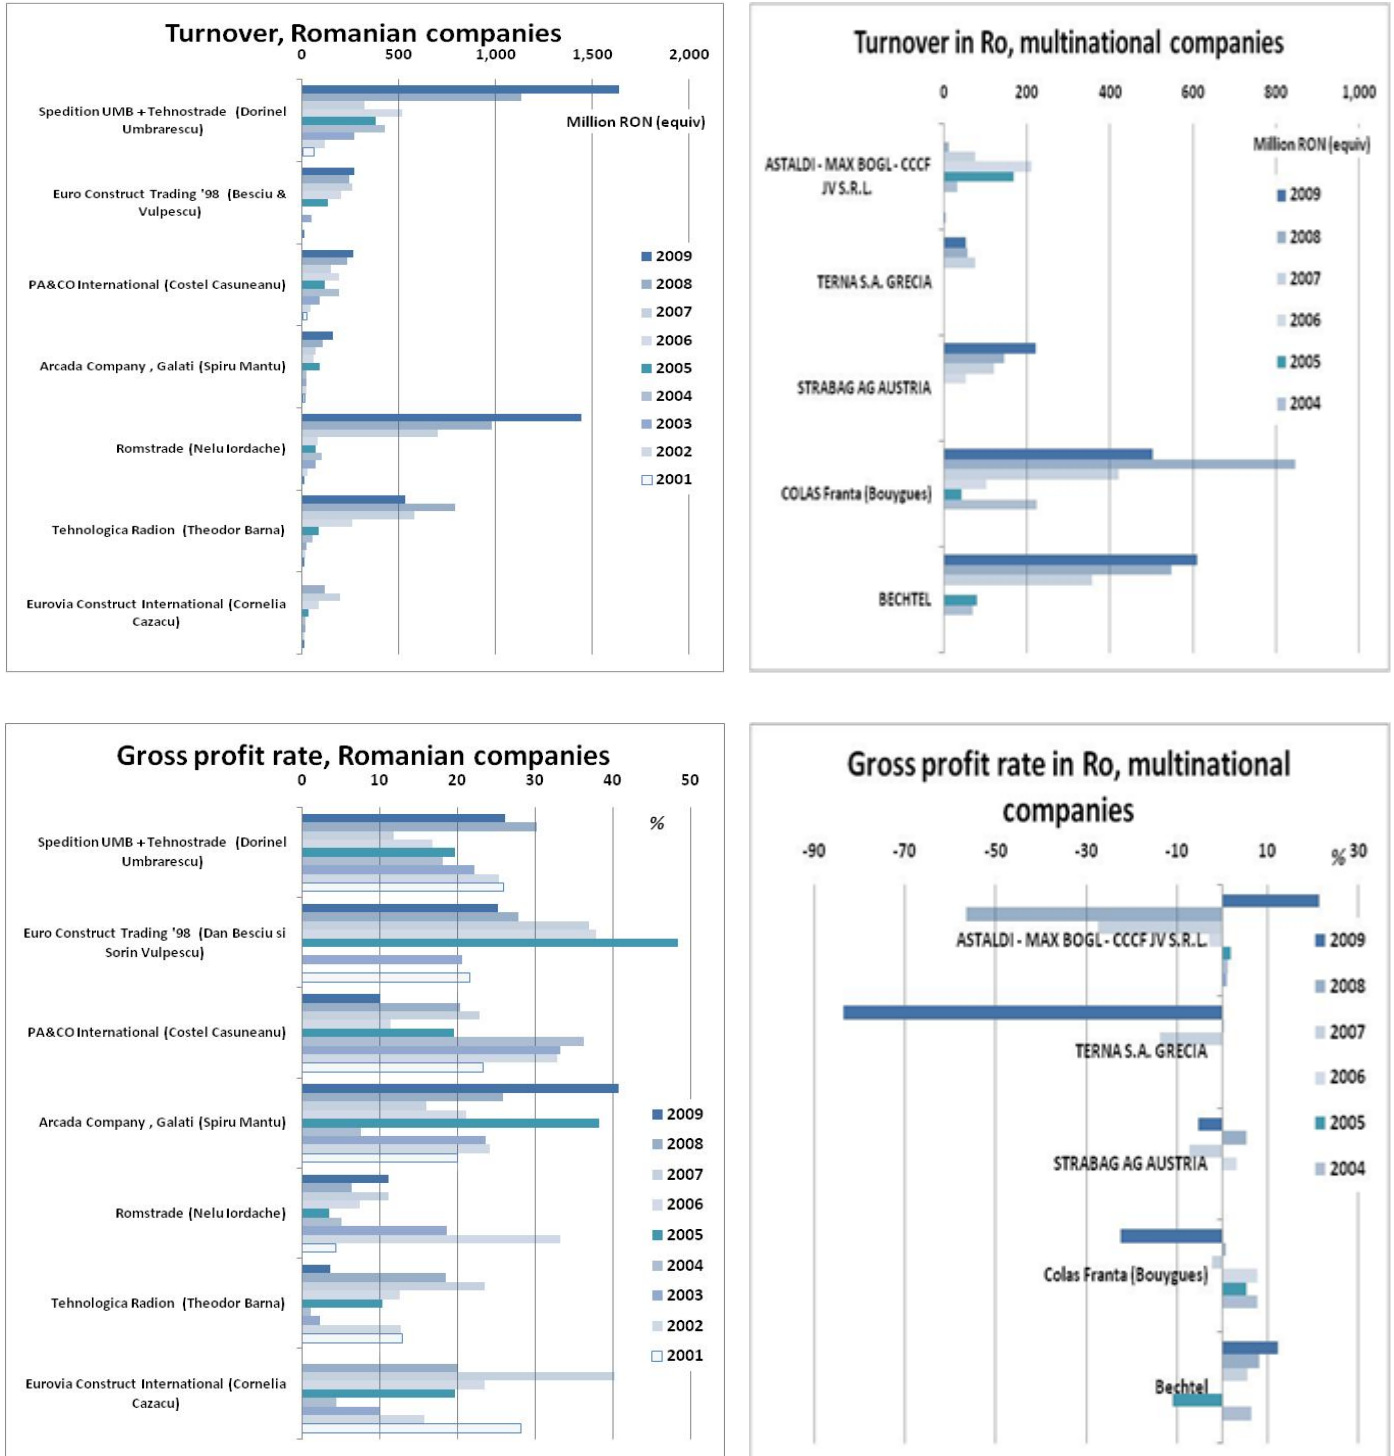 Turnover, Romanian companies
0 500 1,000 1,500 2,000
Million RON (equiv)
Spedition UMB + Tehnostrade (Dorinel
Umbrarescu)
Euro Construct Trading '98 (Besciu &
Vulpescu)
PA&CO International (Costel Casuneanu)
Arcada Company , Galati (Spiru Mantu)
Romstrade (Nelu Iordache)
Tehnologica Radion (Theodor Barna)
Eurovia Construct International (Cornelia
Cazacu)
2009
2008
2007
2006
2005
2004
2003
2002
2001
Turnover in Ro, multinational companies
0 200 400 600 800 1,000
Million RON (equiv)
ASTALDI - MAX BOGL - CCCF
JV S.R.L.
TERNA S.A. GRECIA
STRABAG AG AUSTRIA
COLAS Franta (Bouygues)
BECHTEL
2009
2008
2007
2006
2005
2004
Gross profit rate, Romanian companies
0 10 20 30 40 50
%
Spedition UMB + Tehnostrade (Dorinel
Umbrarescu)
Euro Construct Trading '98 (Dan Besciu si
Sorin Vulpescu)
PA&CO International (Costel Casuneanu)
Arcada Company , Galati (Spiru Mantu)
Romstrade (Nelu Iordache)
Tehnologica Radion (Theodor Barna)
Eurovia Construct International (Cornelia
Cazacu)
2009
2008
2007
2006
2005
2004
2003
2002
2001
Gross profit rate in Ro, multinational
companies
-90 -70 -50 -30 -10 10 % 30
ASTALDI - MAX BOGL - CCCF JV S.R.L.
TERNA S.A. GRECIA
STRABAG AG AUSTRIA
Colas Franta (Bouygues)
Bechtel
2009
2008
2007
2006
2005
2004